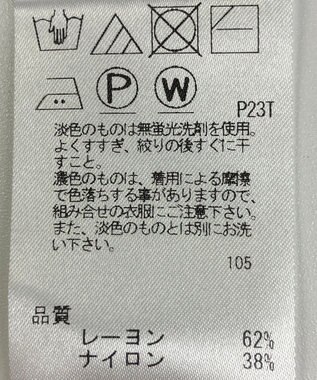 P W
P23T
淡色のものは無蛍光洗剤を使用。
よくすすぎ、絞りの後すぐに干
すこと。
濃色のものは、着用による摩擦
で色落ちする事がありますので、
組み合せの衣服にご注意下さい。
また、淡色のものとは別にお洗
い下さい。
105
品質
レーヨン 62%
ナイロン 38%